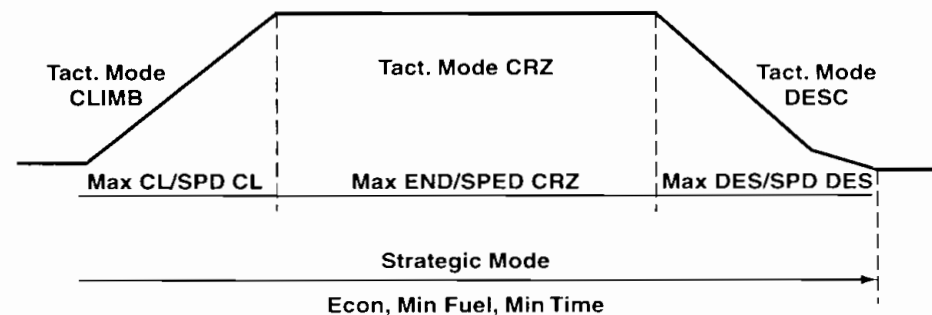 Tact. Mode
CLIMB
Tact. Mode CRZ
Tact. Mode
DESC
Max CL/SPD CL
Max END/SPED CRZ
Max DES/SPD DES
Strategic Mode
Econ, Min Fuel, Min Time